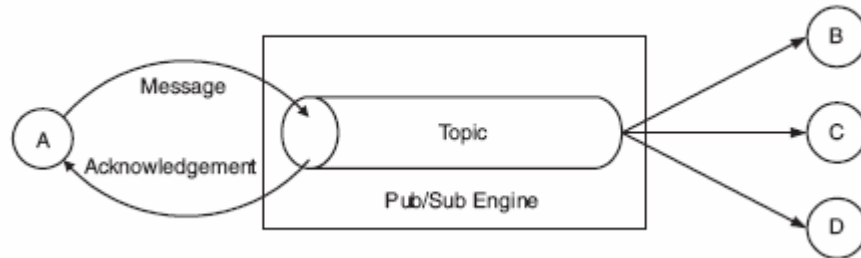 Message
A
Acknowledgement
Topic
Pub/Sub Engine
B
C
D